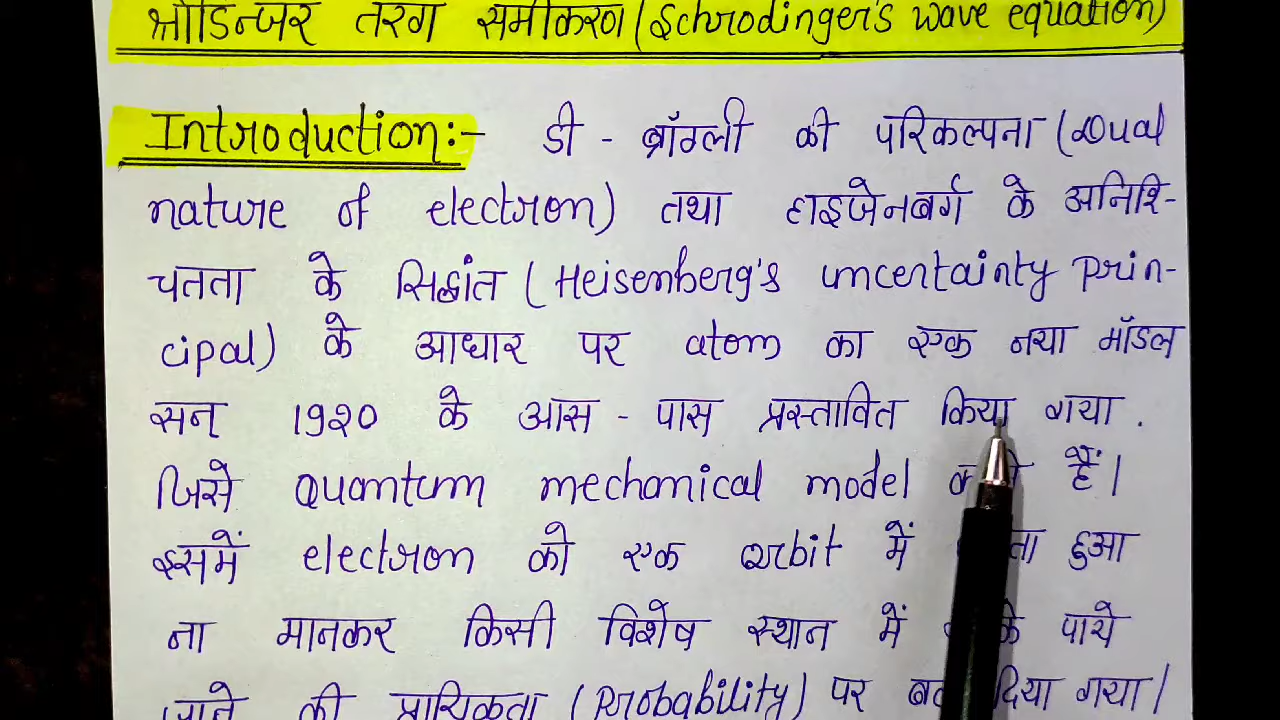 श्रोडिन्जर तरंग समीकरण (Schrodinger's wave equation)
Introduction:- डी - ब्रॉग्ली की परिकल्पना (Dual
nature of electron) तथा हाइजेनबर्ग के अनिश्-
चतता के सिद्धांत (Heisenberg's uncertainty prin-
cipal) के आधार पर atom का एक नया मॉडल
सन् 1920 के आस - पास प्रस्तावित किया गया.
जिसे Quantum mechanical model हैं।
इसमें electron को एक orbit में हुआ
ना मानकर किसी विशेष स्थान में पाये
जाने की प्रायिकता (Probability) पर दिया गया।